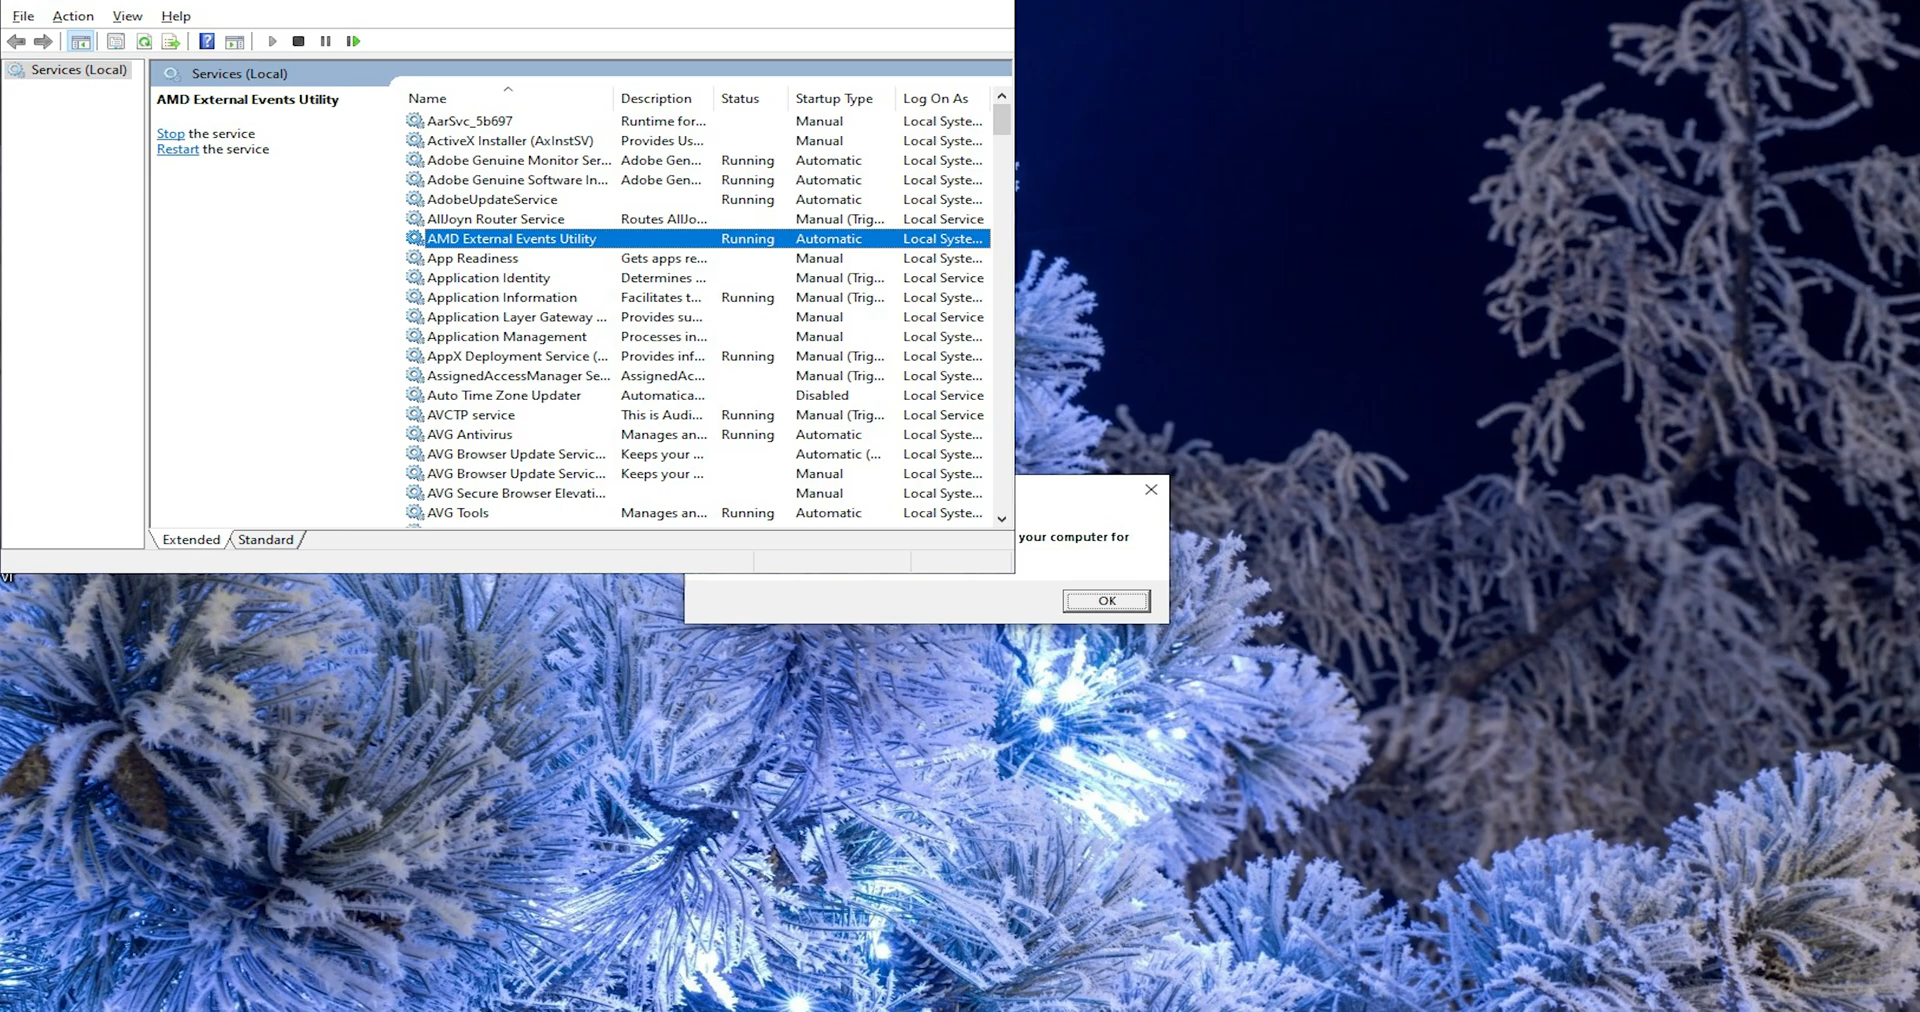 File Action View Help
Services (Local)
Services (Local)
AMD External Events Utility
Stop the service
Restart the service
Name Description Status Startup Type Log On As
AarSvc_5b697 Runtime for... Manual Local Syste...
ActiveX Installer (AxInstSV) Provides Us... Manual Local Syste...
Adobe Genuine Monitor Ser... Adobe Gen... Running Automatic Local Syste...
Adobe Genuine Software In... Adobe Gen... Running Automatic Local Syste...
AdobeUpdateService Running Automatic Local Syste...
AllJoyn Router Service Routes AllJo... Manual (Trig... Local Service
AMD External Events Utility Running Automatic Local Syste...
App Readiness Gets apps re... Manual Local Syste...
Application Identity Determines ... Manual (Trig... Local Service
Application Information Facilitates t... Running Manual (Trig... Local Syste...
Application Layer Gateway ... Provides su... Manual Local Service
Application Management Processes in... Manual Local Syste...
AppX Deployment Service (... Provides inf... Running Manual (Trig... Local Syste...
AssignedAccessManager Se... AssignedAc... Manual (Trig... Local Syste...
Auto Time Zone Updater Automatica... Disabled Local Service
AVCTP service This is Audi... Running Manual (Trig... Local Service
AVG Antivirus Manages an... Running Automatic Local Syste...
AVG Browser Update Servic... Keeps your ... Automatic (... Local Syste...
AVG Browser Update Servic... Keeps your ... Manual Local Syste...
AVG Secure Browser Elevati... Manual Local Syste...
AVG Tools Manages an... Running Automatic Local Syste...
Extended Standard
your computer for
OK